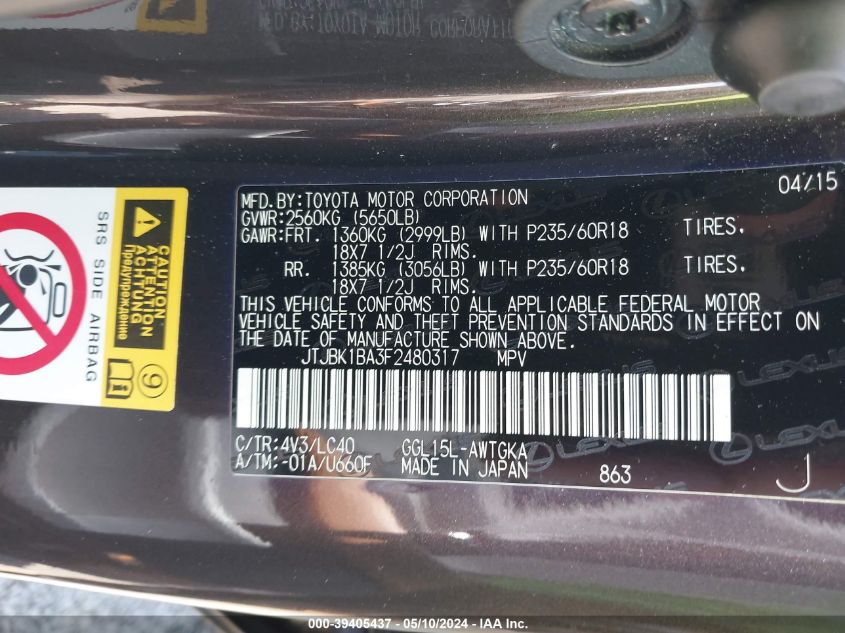 MFD.BY:TOYOTA MOTOR CORPORATION 04/15
GVWR:2560KG (5650LB)
GAWR:FRT. 1360KG (2999LB) WITH P235/60R18 TIRES.
18X7 1/2J RIMS.
RR. 1385KG (3056LB) WITH P235/60R18 TIRES.
18X7 1/2J RIMS.
THIS VEHICLE CONFORMS TO ALL APPLICABLE FEDERAL MOTOR
VEHICLE SAFETY AND THEFT PREVENTION STANDARDS IN EFFECT ON
THE DATE OF MANUFACTURE SHOWN ABOVE.
JTJBK1BA3F2480317 MPV
C/TR:4V3/LC40 GGL15L-AWTGKA
A/TM:-01A/U660F MADE IN JAPAN 863 J
SRS SIDE AIRBAG
CAUTION
ATTENTION
ACHTUNG
Предупреждение
9
LEXUS
000-39405437 - 05/10/2024 - IAA Inc.